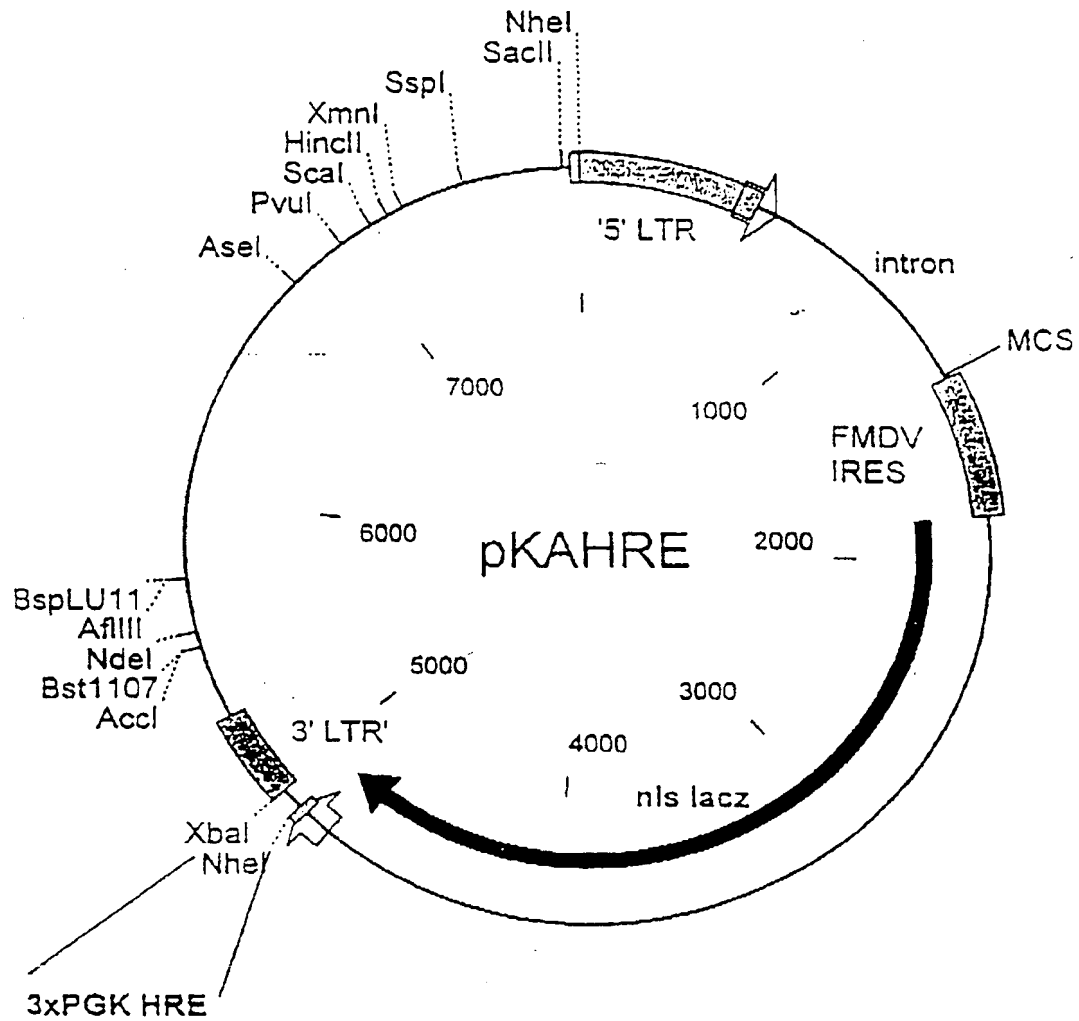 NheI
SacII
SspI
XmnI
HincII
ScaI
PvuI
AseI
'5' LTR
intron
MCS
7000
1000
FMDV
IRES
6000
pKAHRE
2000
BspLU11
AflIII
NdeI
Bst1107
AccI
5000
3000
3' LTR'
4000
nls lacz
XbaI
NheI
3xPGK HRE